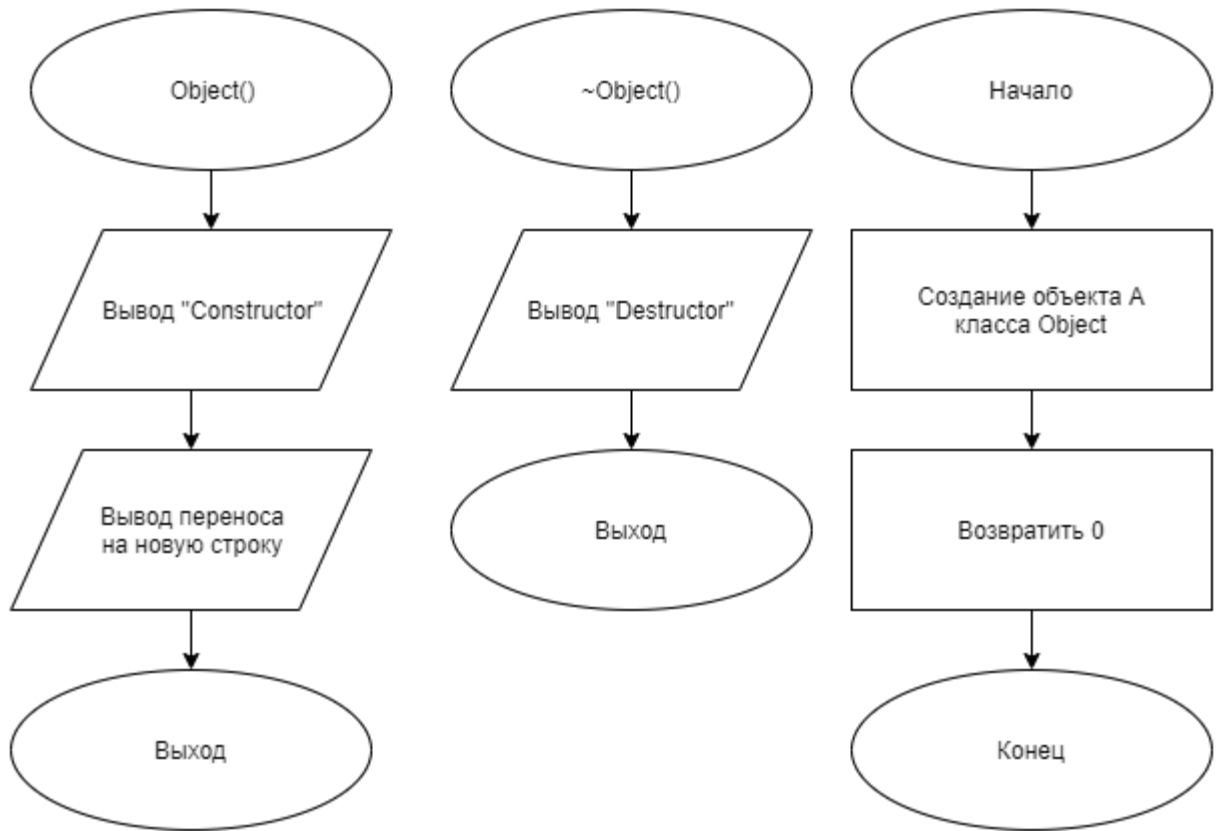 Object()
Вывод "Constructor"
Вывод переноса
на новую строку
Выход
~Object()
Вывод "Destructor"
Выход
Начало
Создание объекта А
класса Object
Возвратить 0
Конец